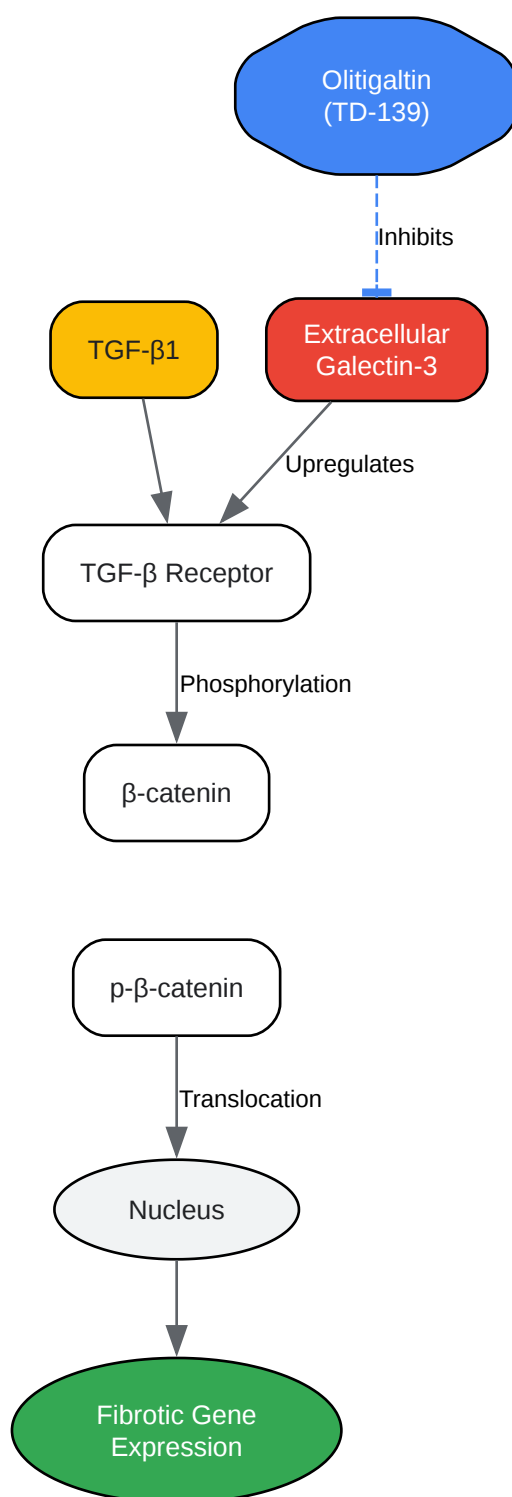 Olitigaltin
(TD-139)
Inhibits
TGF-β1
Extracellular
Galectin-3
Upregulates
TGF-β Receptor
Phosphorylation
β-catenin
p-β-catenin
Translocation
Nucleus
Fibrotic Gene
Expression